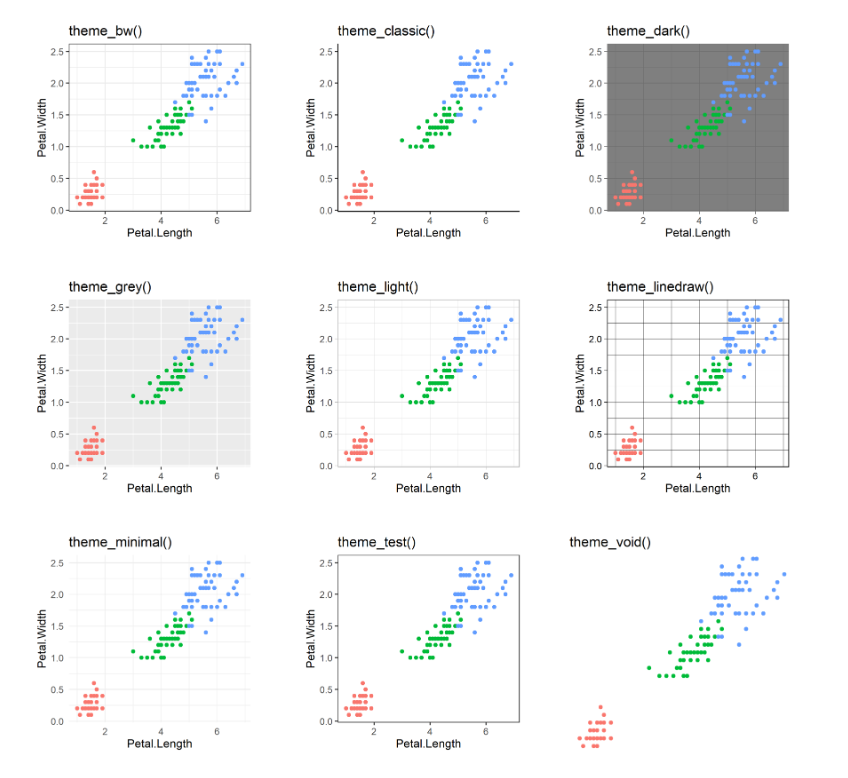 theme_bw()
theme_classic()
theme_dark()
2.5
2.0
1.5
1.0
0.5
0.0
Petal.Width
2
4
6
Petal.Length
2.5
2.0
1.5
1.0
0.5
0.0
Petal.Width
2
4
6
Petal.Length
2.5
2.0
1.5
1.0
0.5
0.0
Petal.Width
2
4
6
Petal.Length
theme_grey()
theme_light()
theme_linedraw()
2.5
2.0
1.5
1.0
0.5
0.0
Petal.Width
2
4
6
Petal.Length
2.5
2.0
1.5
1.0
0.5
0.0
Petal.Width
2
4
6
Petal.Length
2.5
2.0
1.5
1.0
0.5
0.0
Petal.Width
2
4
6
Petal.Length
theme_minimal()
theme_test()
theme_void()
2.5
2.0
1.5
1.0
0.5
0.0
Petal.Width
2
4
6
Petal.Length
2.5
2.0
1.5
1.0
0.5
0.0
Petal.Width
2
4
6
Petal.Length